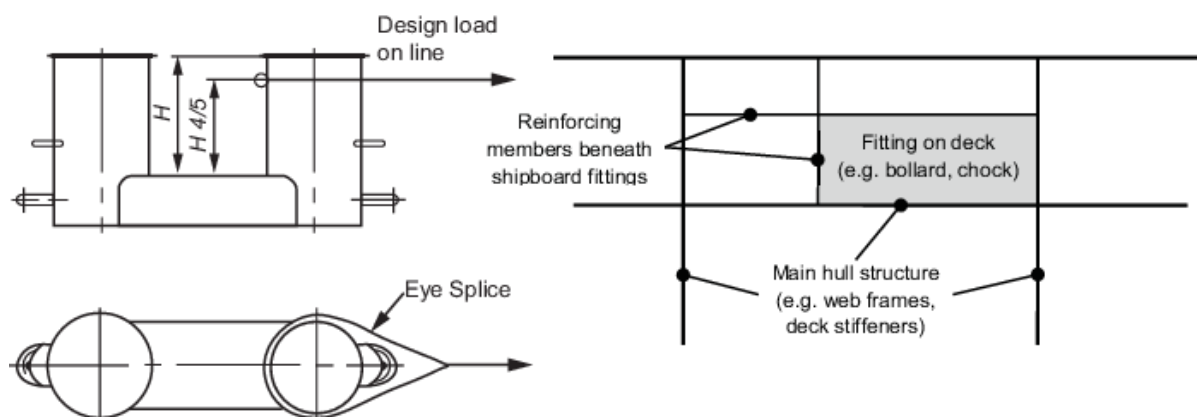 Design load
on line
H
H 4/5
Eye Splice
Reinforcing
members beneath
shipboard fittings
Fitting on deck
(e.g. bollard, chock)
Main hull structure
(e.g. web frames,
deck stiffeners)